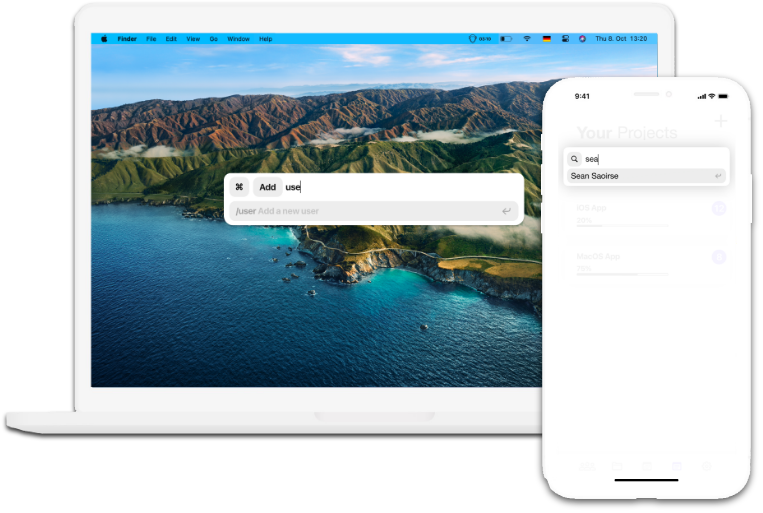 Finder File Edit View Go Window Help
Thu 8. Oct 13-20
⌘ Add use
/user Add a new user
9:41
Your Projects
sea
Sean Saoirse
iOS App
MacOS App